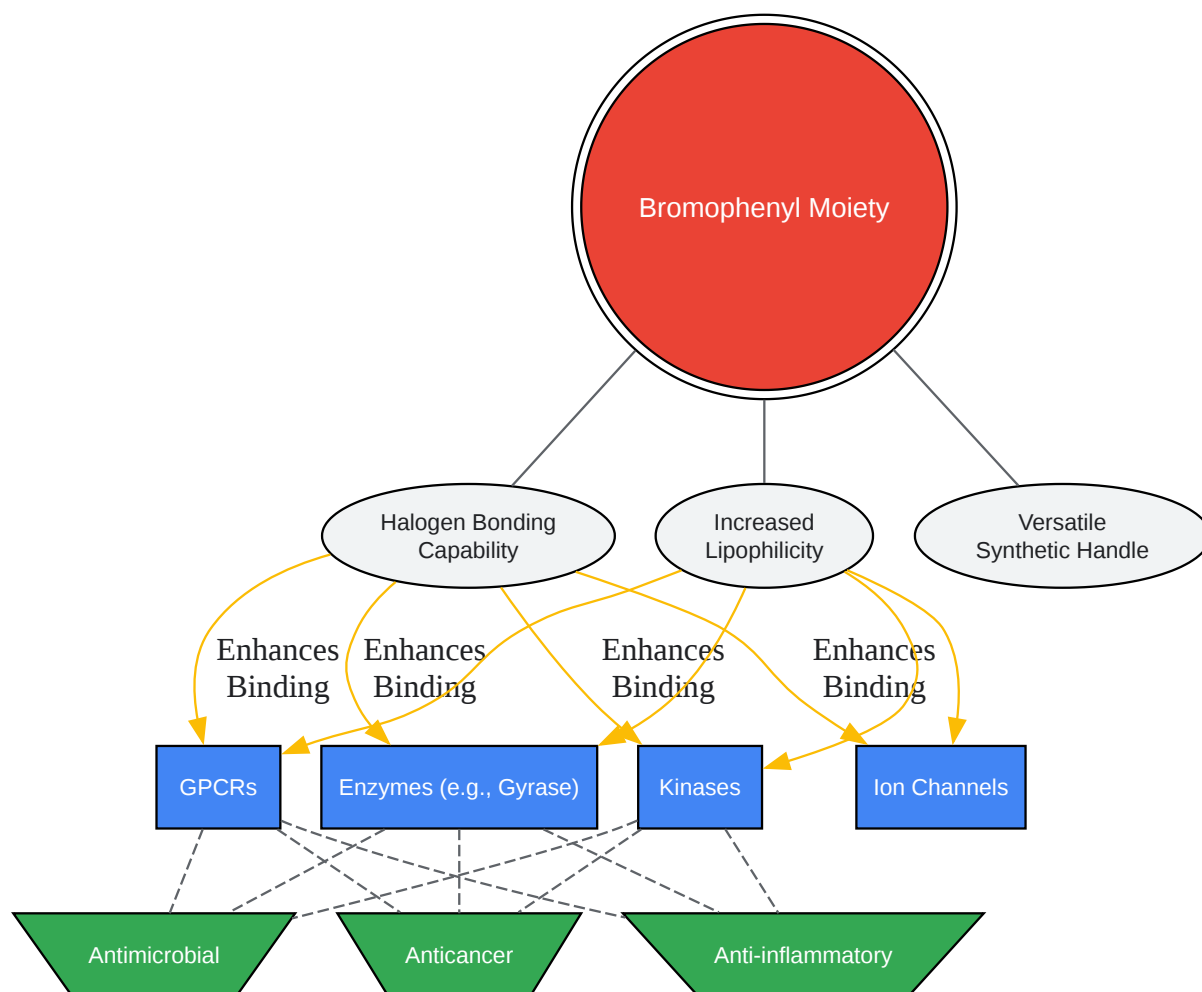 Bromophenyl Moiety
Halogen Bonding
Capability
Increased
Lipophilicity
Versatile
Synthetic Handle
Enhances
Binding
Enhances
Binding
Enhances
Binding
Enhances
Binding
GPCRs
Enzymes (e.g., Gyrase)
Kinases
Ion Channels
Antimicrobial
Anticancer
Anti-inflammatory